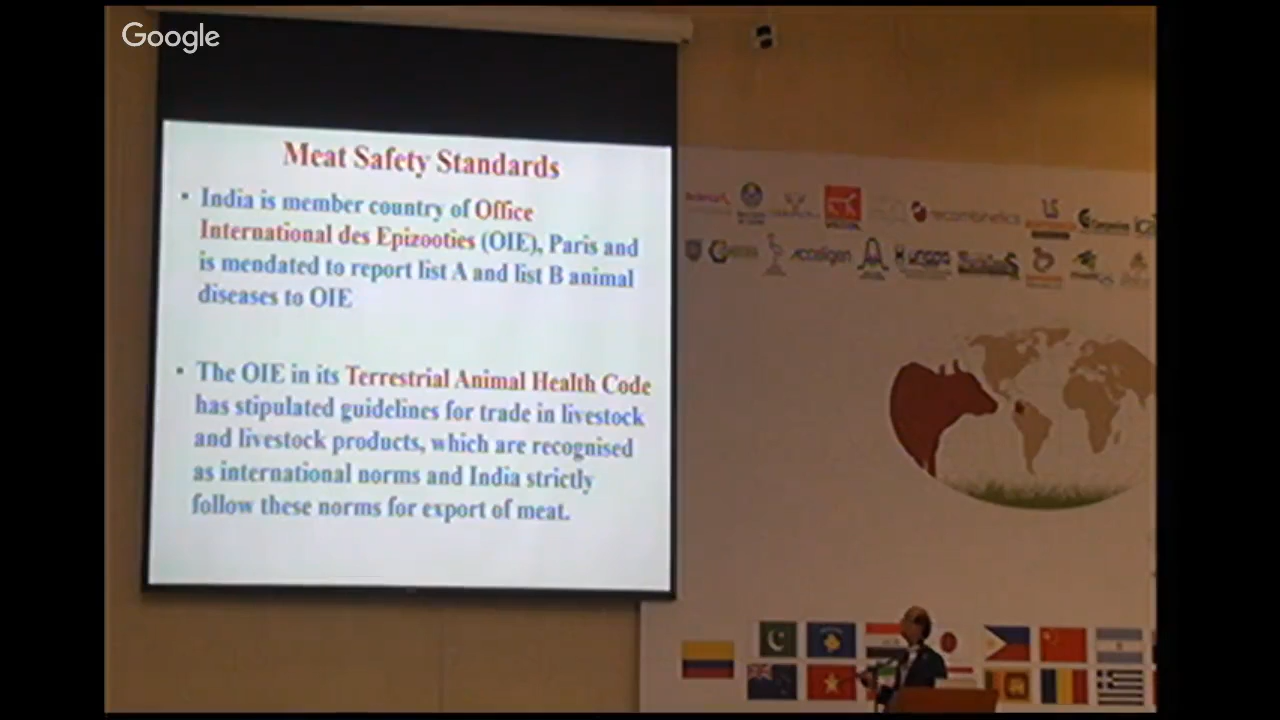 Google
Meat Safety Standards
• India is member country of Office
International des Epizooties (OIE), Paris and
is mendated to report list A and list B animal
diseases to OIE
• The OIE in its Terrestrial Animal Health Code
has stipulated guidelines for trade in livestock
and livestock products, which are recognised
as international norms and India strictly
follow these norms for export of meat.
recombinetics
Acceligen